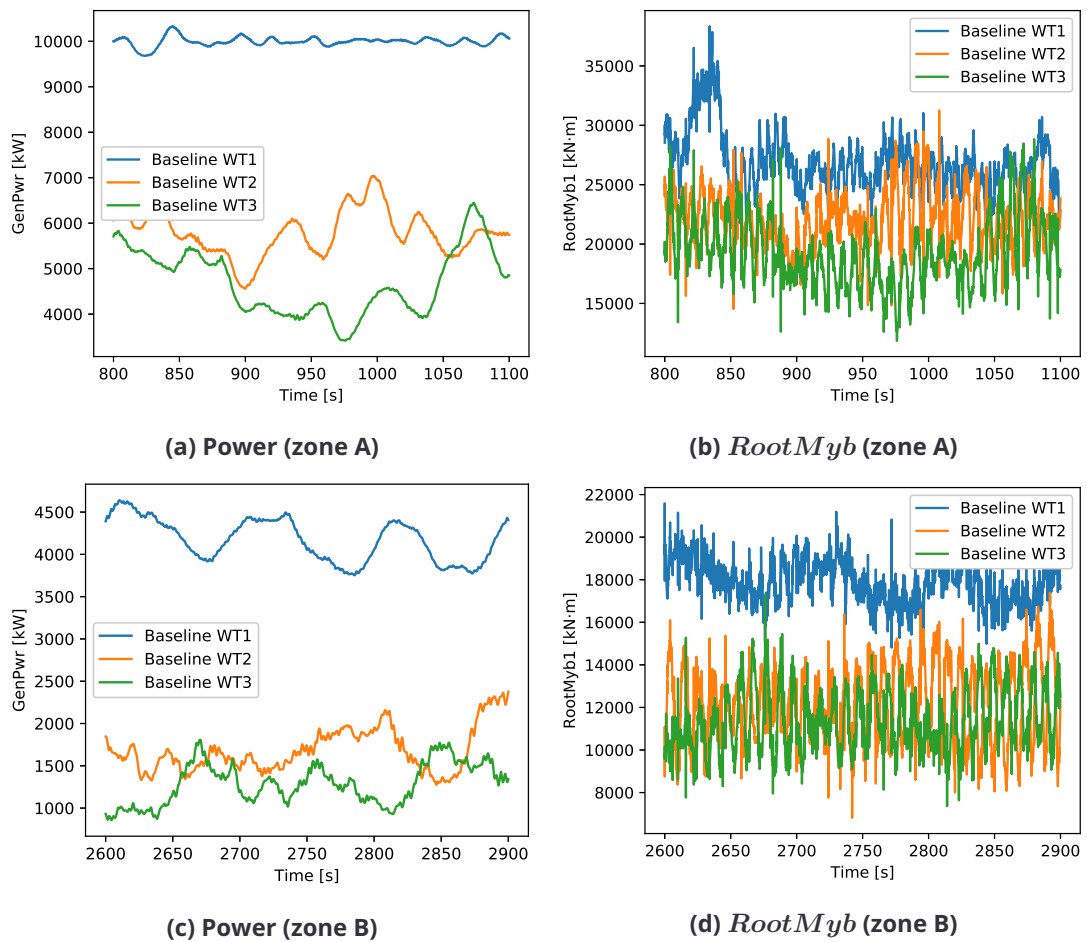 10000
9000
8000
7000
6000
5000
4000
GenPwr [kW]
Baseline WT1
Baseline WT2
Baseline WT3
800 850 900 950 1000 1050 1100
Time [s]
(a) Power (zone A)
35000
30000
25000
20000
15000
RootMyb1 [kN·m]
Baseline WT1
Baseline WT2
Baseline WT3
800 850 900 950 1000 1050 1100
Time [s]
(b) RootMyb (zone A)
4500
4000
3500
3000
2500
2000
1500
1000
GenPwr [kW]
Baseline WT1
Baseline WT2
Baseline WT3
2600 2650 2700 2750 2800 2850 2900
Time [s]
(c) Power (zone B)
22000
20000
18000
16000
14000
12000
10000
8000
RootMyb1 [kN·m]
Baseline WT1
Baseline WT2
Baseline WT3
2600 2650 2700 2750 2800 2850 2900
Time [s]
(d) RootMyb (zone B)